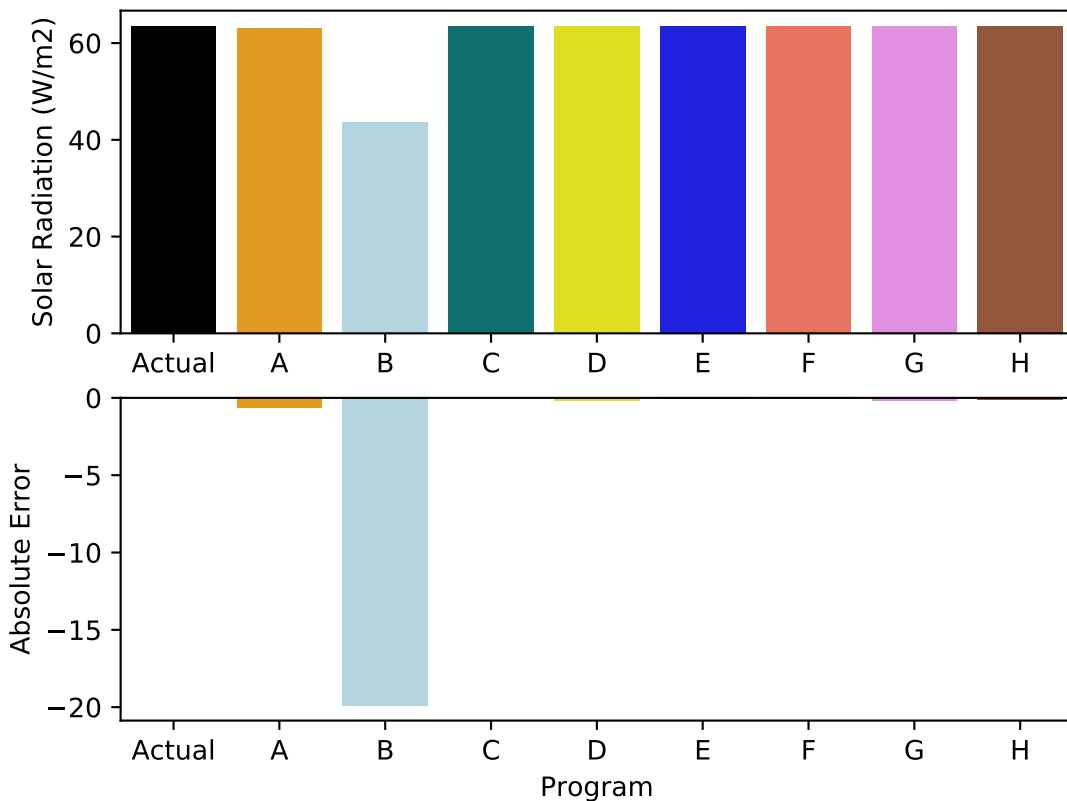 Solar Radiation (W/m2)
60
40
20
0
Actual A B C D E F G H
Absolute Error
0
−5
−10
−15
−20
Actual A B C D E F G H
Program